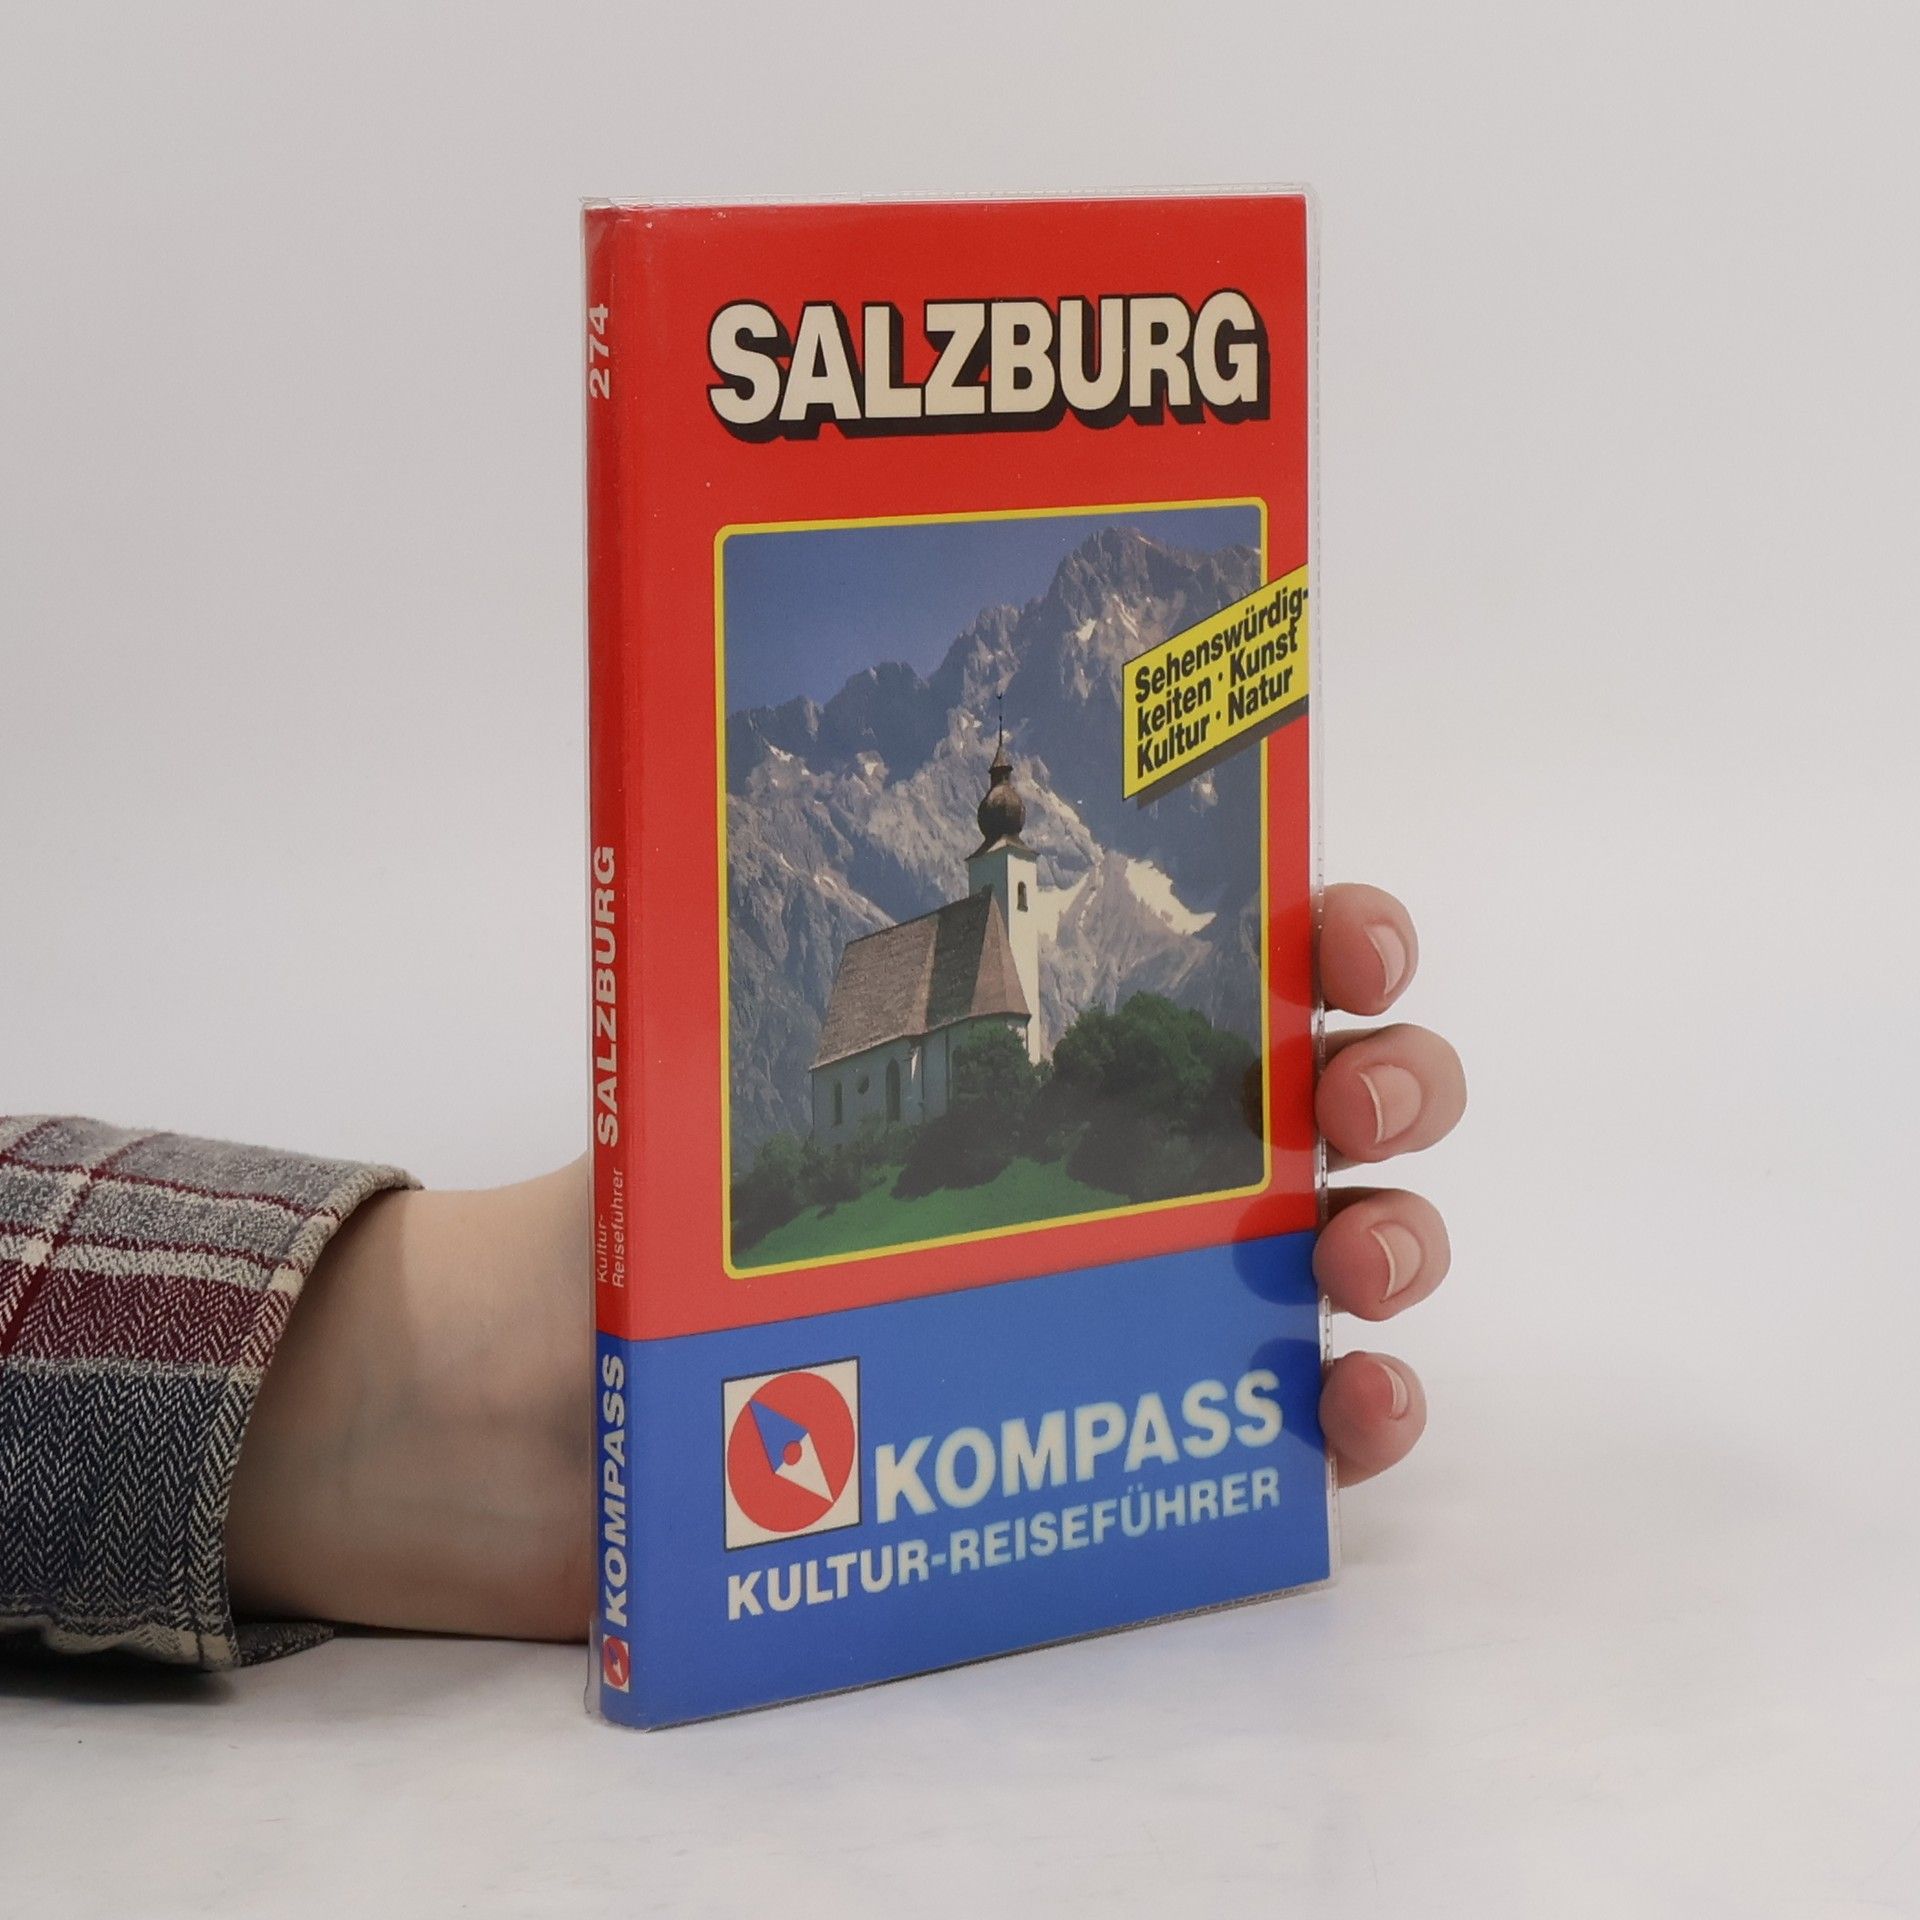 SALZBURG
Sehenswürdig-
keiten · Kunst
Kultur · Natur
KOMPASS
KULTUR-REISEFÜHRER
274
SALZBURG
Kultur-
Reiseführer
KOMPASS